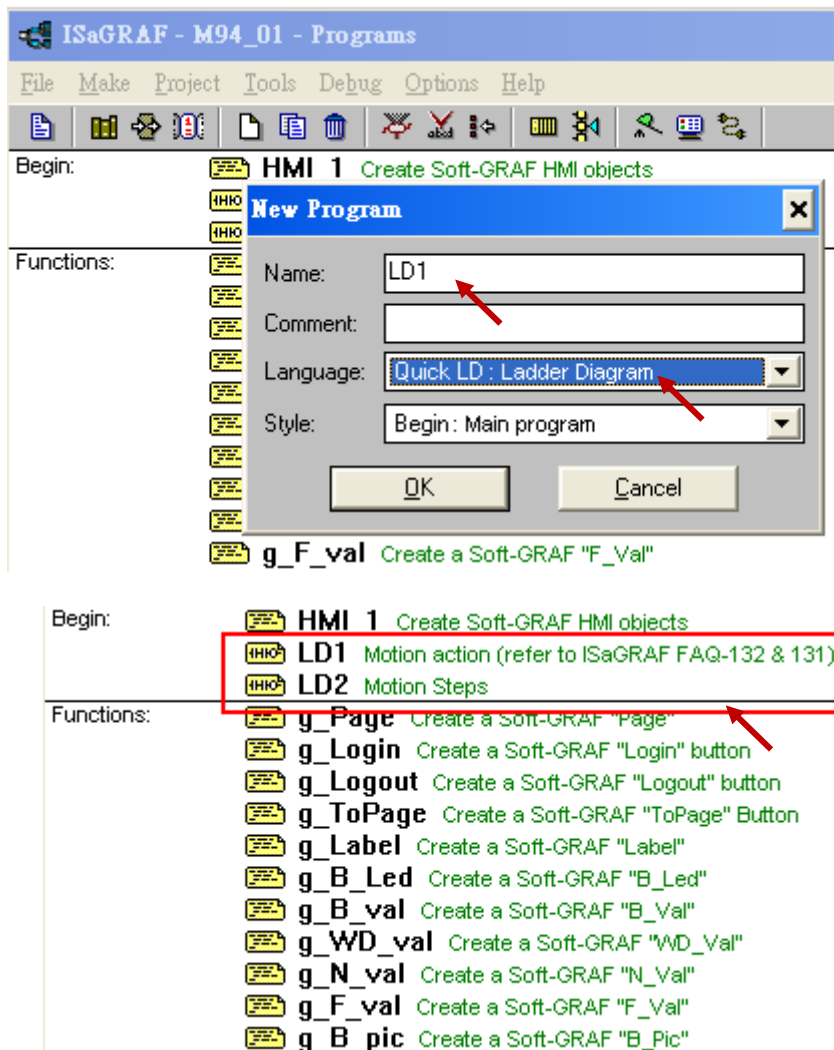 ISaGRAF - M94_01 - Programs
File Make Project Tools Debug Options Help
Begin:
HMI_1 Create Soft-GRAF HMI objects
New Program
Name: LD1
Comment:
Language: Quick LD : Ladder Diagram
Style: Begin : Main program
OK Cancel
Functions:
g_F_val Create a Soft-GRAF "F_Val"
Begin:
HMI_1 Create Soft-GRAF HMI objects
LD1 Motion action (refer to ISaGRAF FAQ-132 & 131)
LD2 Motion Steps
Functions:
g_Page Create a Soft-GRAF "Page"
g_Login Create a Soft-GRAF "Login" button
g_Logout Create a Soft-GRAF "Logout" button
g_ToPage Create a Soft-GRAF "ToPage" Button
g_Label Create a Soft-GRAF "Label"
g_B_Led Create a Soft-GRAF "B_Led"
g_B_val Create a Soft-GRAF "B_Val"
g_WD_val Create a Soft-GRAF "WD_Val"
g_N_val Create a Soft-GRAF "N_Val"
g_F_val Create a Soft-GRAF "F_Val"
g_B_pic Create a Soft-GRAF "B_Pic"